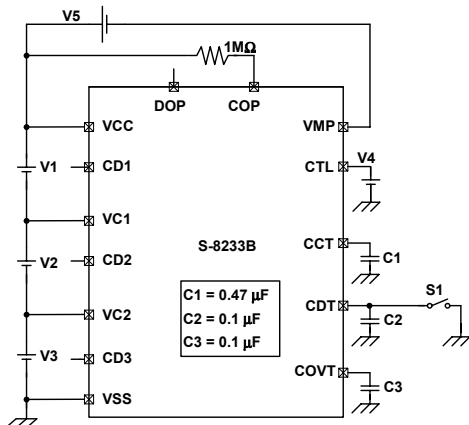 V5
1MΩ
DOP
COP
VCC
VMP
V1
CD1
CTL
V4
VC1
S-8233B
CCT
C1
V2
CD2
C1 = 0.47 µF
C2 = 0.1 µF
C3 = 0.1 µF
S1
VC2
CDT
C2
V3
CD3
COVT
C3
VSS